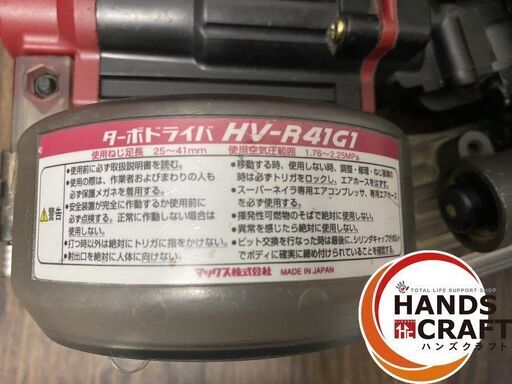 ターボドライバ HV-R41G1
使用ねじ足長 25〜41mm 使用空気圧範囲 1.76〜2.25MPa
⚠警告
●使用前に必ず取扱説明書を読む。
●使用の際は、作業者およびまわりの人も
必ず保護メガネを着用する。
●安全装置が完全に作動するか使用前に
必ず点検する。正常に作動しない場合は
使用しない。
●打つ時以外は絶対にトリガに指をかけない。
●射出口を絶対に人体に向けない。
●移動する時、使用しない時、調整・修理・ねじ装填の
時は必ずトリガをロックし、エアホースをはずす。
●スーパーネイラ専用エアコンプレッサ、専用エアホース
を使用する。
●揮発性可燃物のそばで絶対に使用しない。
●異常を感じたら絶対に使用しない。
●ビット交換を行なった時は最後に、シリンダキャップがボルト
でボディに確実に締め付けられていることを確認する。
マックス株式会社 MADE IN JAPAN
TOTAL LIFE SUPPORT SHOP
HANDS
CRAFT
ハンズクラフト